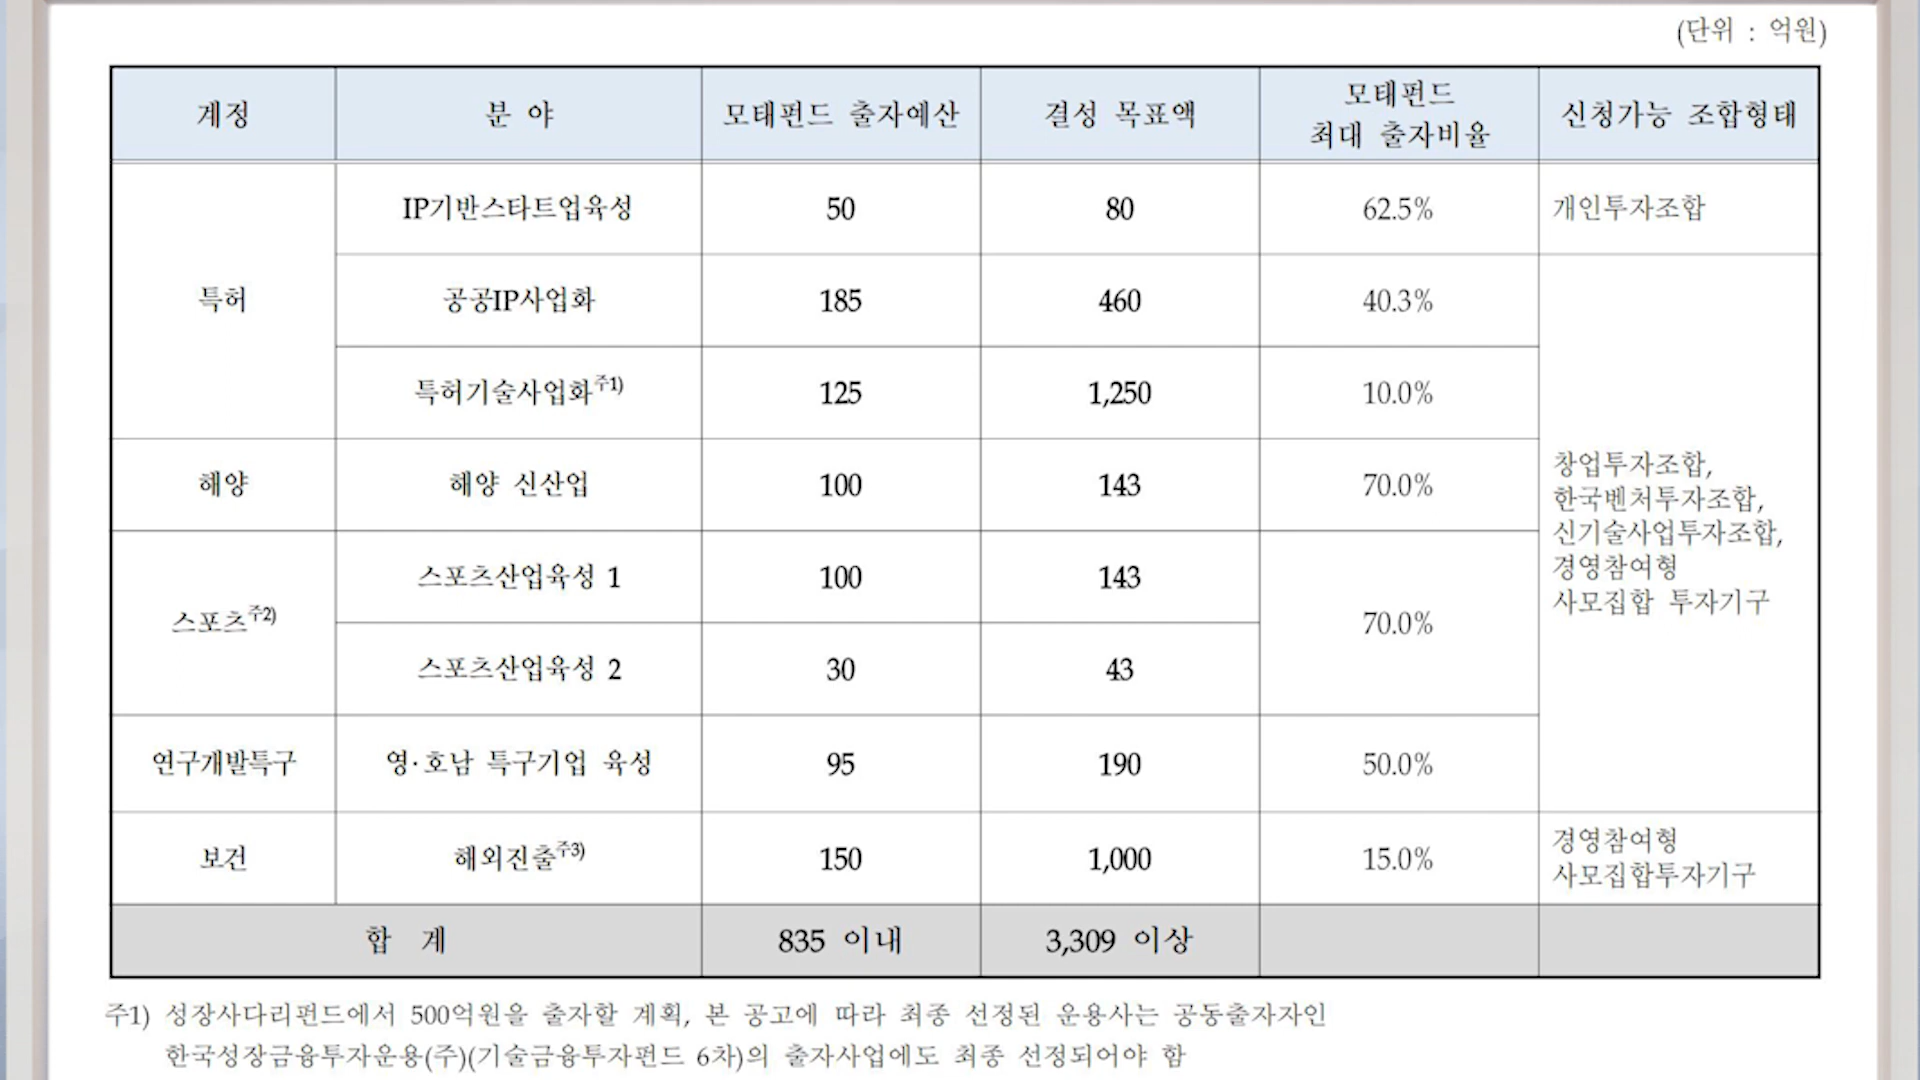 (단위 : 억원)
계정 분 야 모태펀드 출자예산 결성 목표액 모태펀드 최대 출자비율 신청가능 조합형태
특허 IP기반스타트업육성 50 80 62.5% 개인투자조합
공공IP사업화 185 460 40.3%
특허기술사업화주1) 125 1,250 10.0%
해양 해양 신산업 100 143 70.0%
창업투자조합,
한국벤처투자조합,
신기술사업투자조합,
경영참여형
사모집합 투자기구
스포츠주2) 스포츠산업육성 1 100 143 70.0%
스포츠산업육성 2 30 43
연구개발특구 영·호남 특구기업 육성 95 190 50.0%
보건 해외진출주3) 150 1,000 15.0%
경영참여형
사모집합투자기구
합 계 835 이내 3,309 이상
주1) 성장사다리펀드에서 500억원을 출자할 계획, 본 공고에 따라 최종 선정된 운용사는 공동출자자인
한국성장금융투자운용(주)(기술금융투자펀드 6차)의 출자사업에도 최종 선정되어야 함